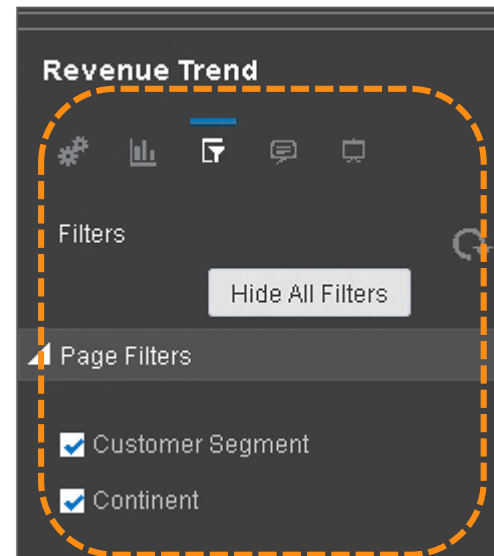 Revenue Trend
Filters
Hide All Filters
Page Filters
Customer Segment
Continent